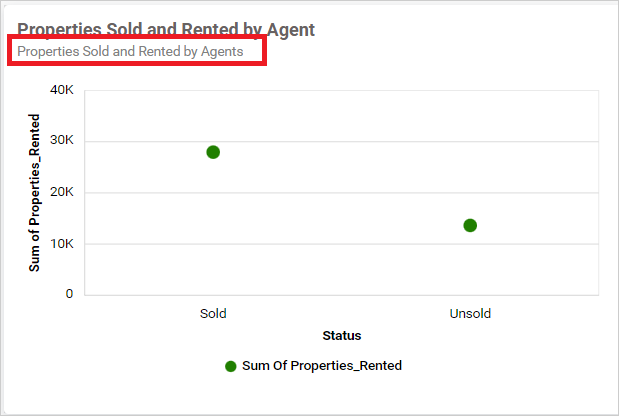 Properties Sold and Rented by Agent
Properties Sold and Rented by Agents
40K
30K
20K
10K
0
Sum of Properties_Rented
Sold
Unsold
Status
Sum Of Properties_Rented